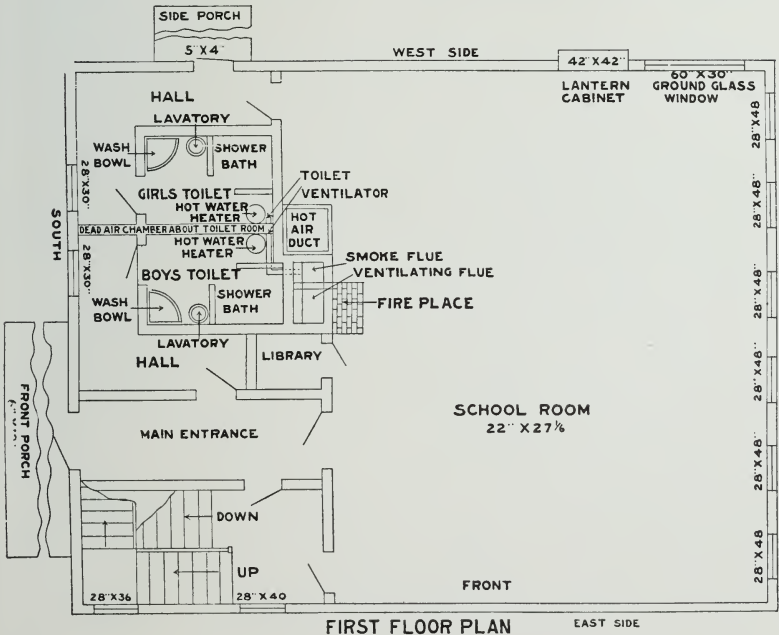 SIDE PORCH
5" X 4"
WEST SIDE
42" X 42"
LANTERN
CABINET
60" X 30"
GROUND GLASS
WINDOW
HALL
LAVATORY
WASH
BOWL
SHOWER
BATH
GIRLS TOILET
HOT WATER
HEATER
TOILET
VENTILATOR
DEAD AIR CHAMBER ABOUT TOILET ROOM
HOT WATER
HEATER
HOT
AIR
DUCT
BOYS TOILET
SMOKE FLUE
VENTILATING FLUE
WASH
BOWL
SHOWER
BATH
FIRE PLACE
LAVATORY
HALL
LIBRARY
SOUTH
28" X 30"
28" X 30"
FRONT PORCH
MAIN ENTRANCE
SCHOOL ROOM
22" X 27⅙
DOWN
UP
28" X 36
28" X 40
FRONT
28" X 48
28" X 48"
28" X 48"
28" X 48"
28" X 48"
28" X 48"
28" X 48
FIRST FLOOR PLAN
EAST SIDE